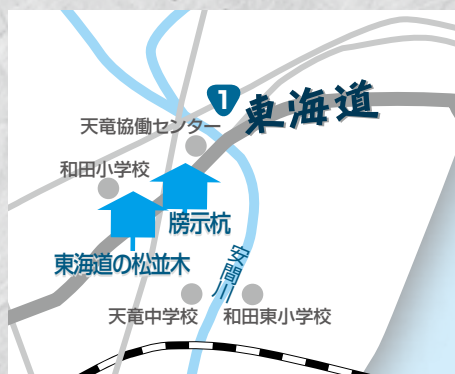 1
東海道
天竜協働センター
和田小学校
牓示杭
東海道の松並木
安間川
天竜中学校
和田東小学校